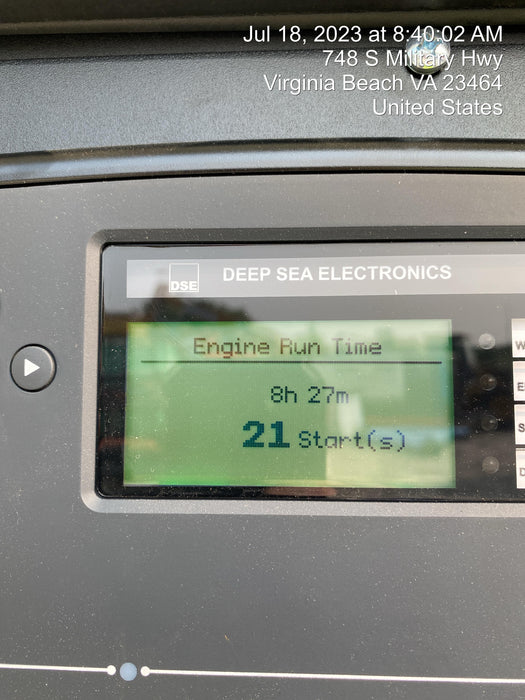 Jul 18, 2023 at 8:40:02 AM
748 S Military Hwy
Virginia Beach VA 23464
United States
DSE DEEP SEA ELECTRONICS
Engine Run Time
8h 27m
21 Start(s)
W
E
S
D